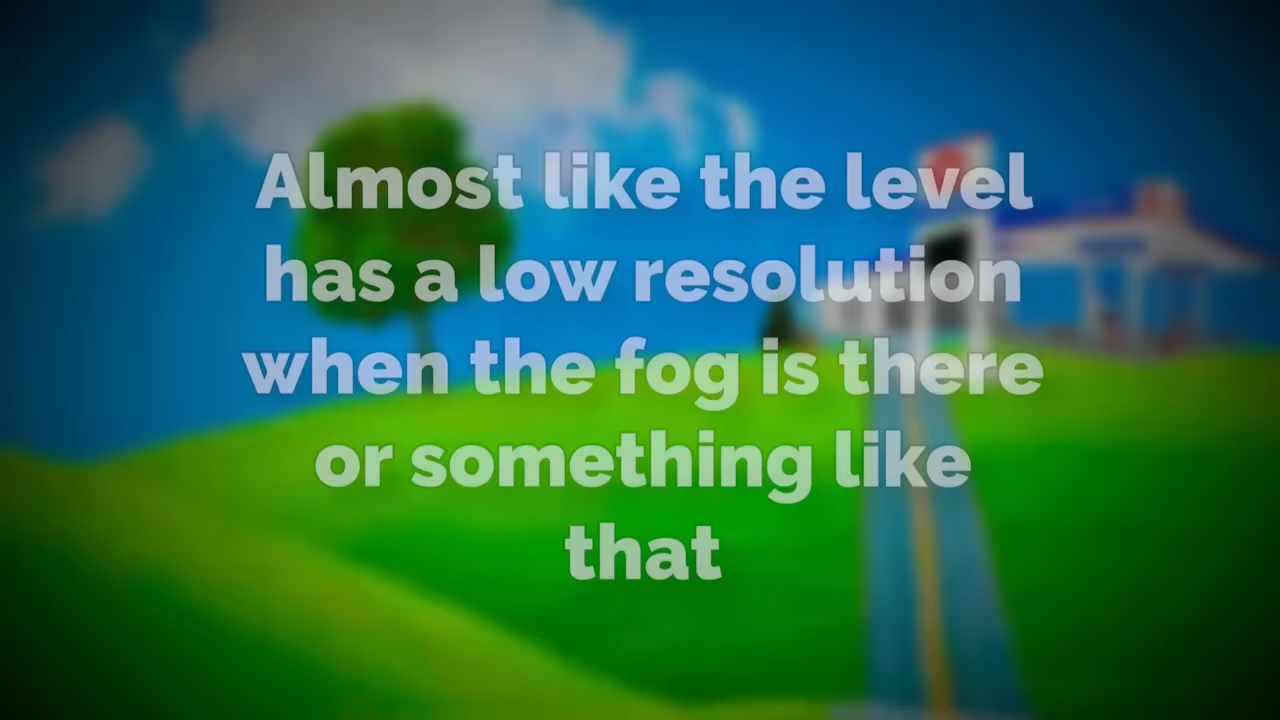 Almost like the level
has a low resolution
when the fog is there
or something like
that